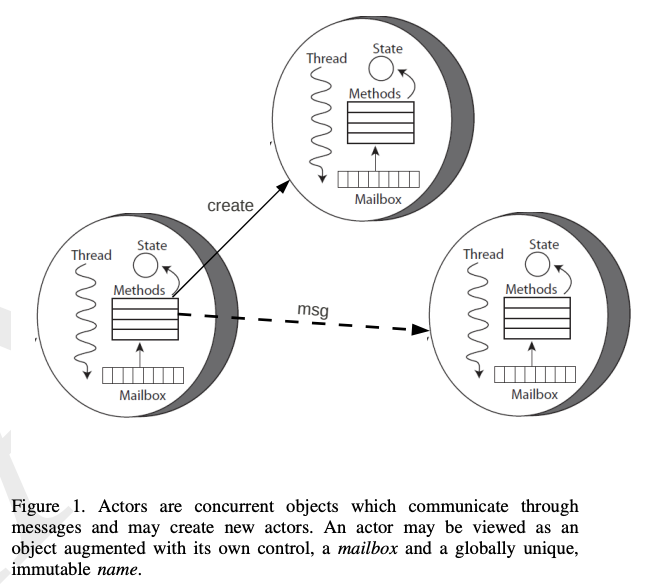 Thread
State
Methods
Mailbox
create
Thread
State
Methods
Mailbox
msg
Thread
State
Methods
Mailbox
Figure 1. Actors are concurrent objects which communicate through
messages and may create new actors. An actor may be viewed as an
object augmented with its own control, a mailbox and a globally unique,
immutable name.